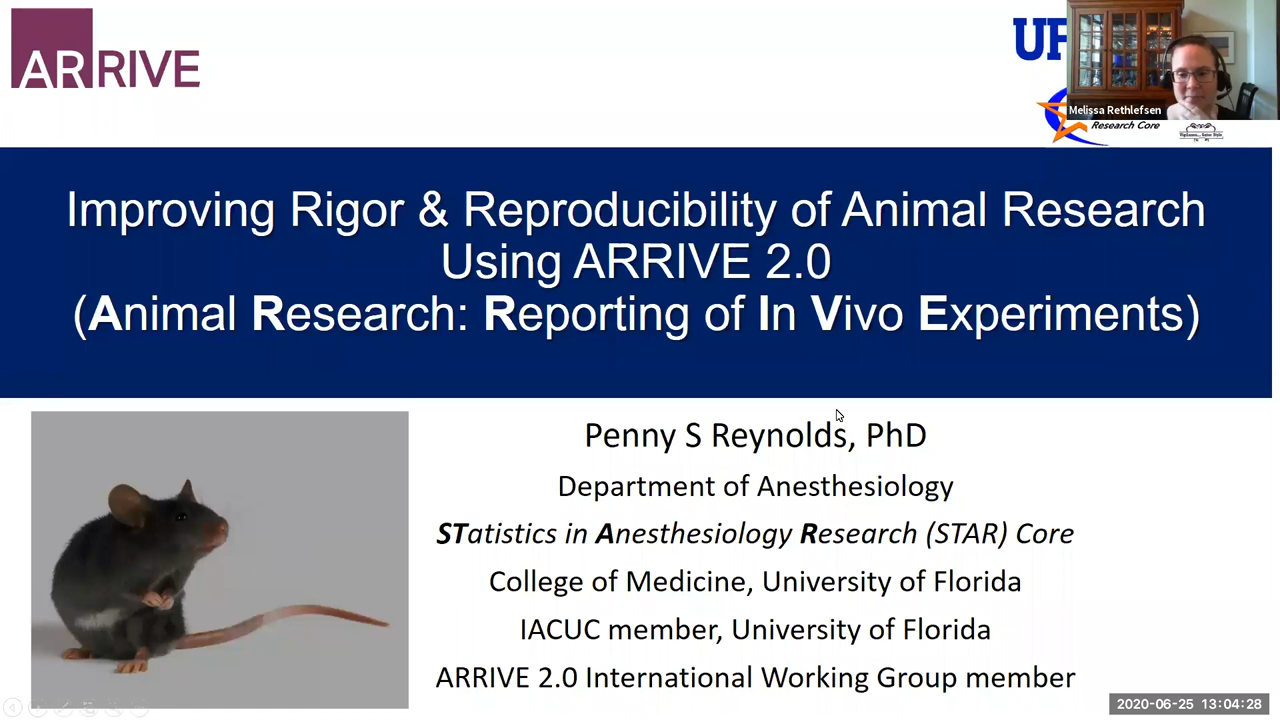 ARRIVE
UF
Melissa Rethlefsen
Research Core
Improving Rigor & Reproducibility of Animal Research
Using ARRIVE 2.0
(Animal Research: Reporting of In Vivo Experiments)
Penny S Reynolds, PhD
Department of Anesthesiology
STatistics in Anesthesiology Research (STAR) Core
College of Medicine, University of Florida
IACUC member, University of Florida
ARRIVE 2.0 International Working Group member
2020-06-25 13:04:28